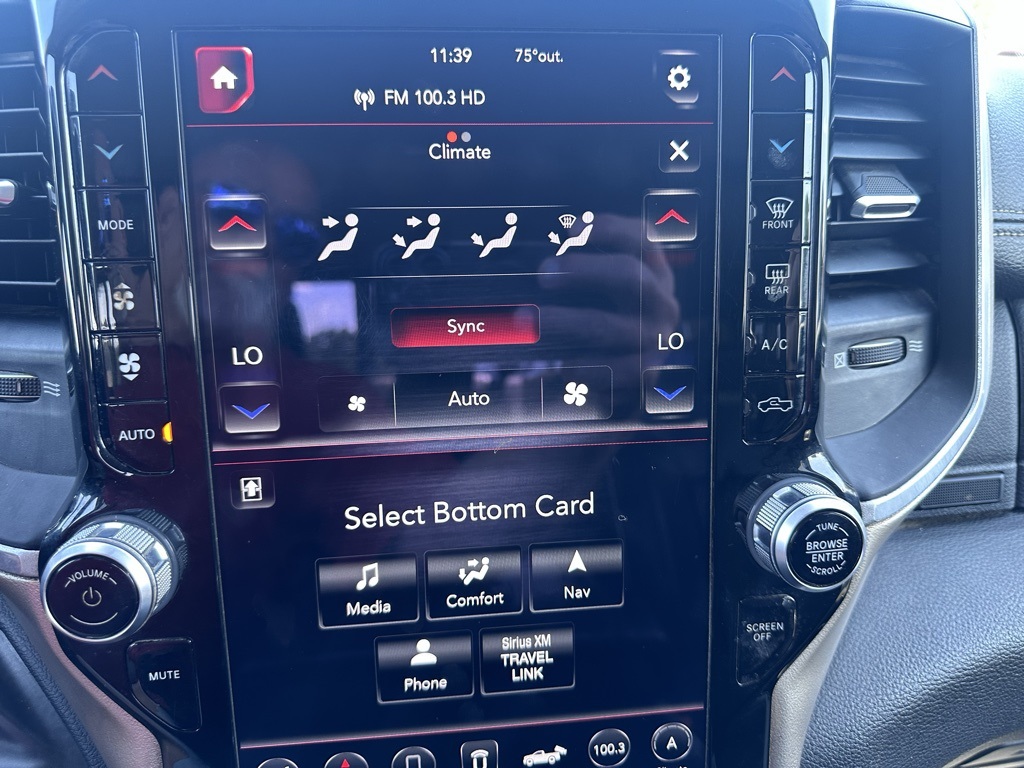 11:39 75°out.
FM 100.3 HD
Climate
MODE
FRONT
REAR
Sync
LO
LO
A/C
Auto
AUTO
Select Bottom Card
Media
Comfort
Nav
Phone
Sirius XM
TRAVEL
LINK
VOLUME
MUTE
TUNE
BROWSE
ENTER
SCROLL
SCREEN
OFF
100.3
A